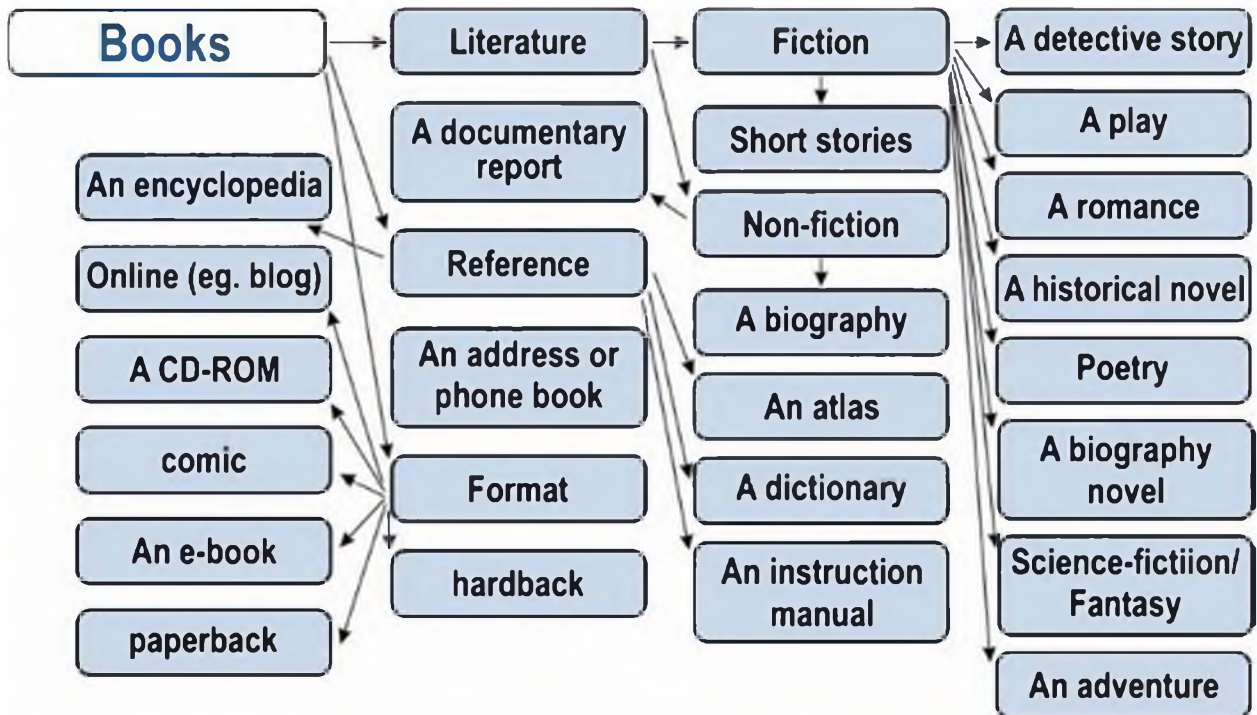 Books
Literature
Fiction
A detective story
A documentary
report
Short stories
A play
An encyclopedia
Non-fiction
A romance
Online (eg. blog)
Reference
A biography
A historical novel
A CD-ROM
An address or
phone book
An atlas
Poetry
comic
Format
A dictionary
A biography
novel
An e-book
hardback
An instruction
manual
Science-fictiion/
Fantasy
paperback
An adventure